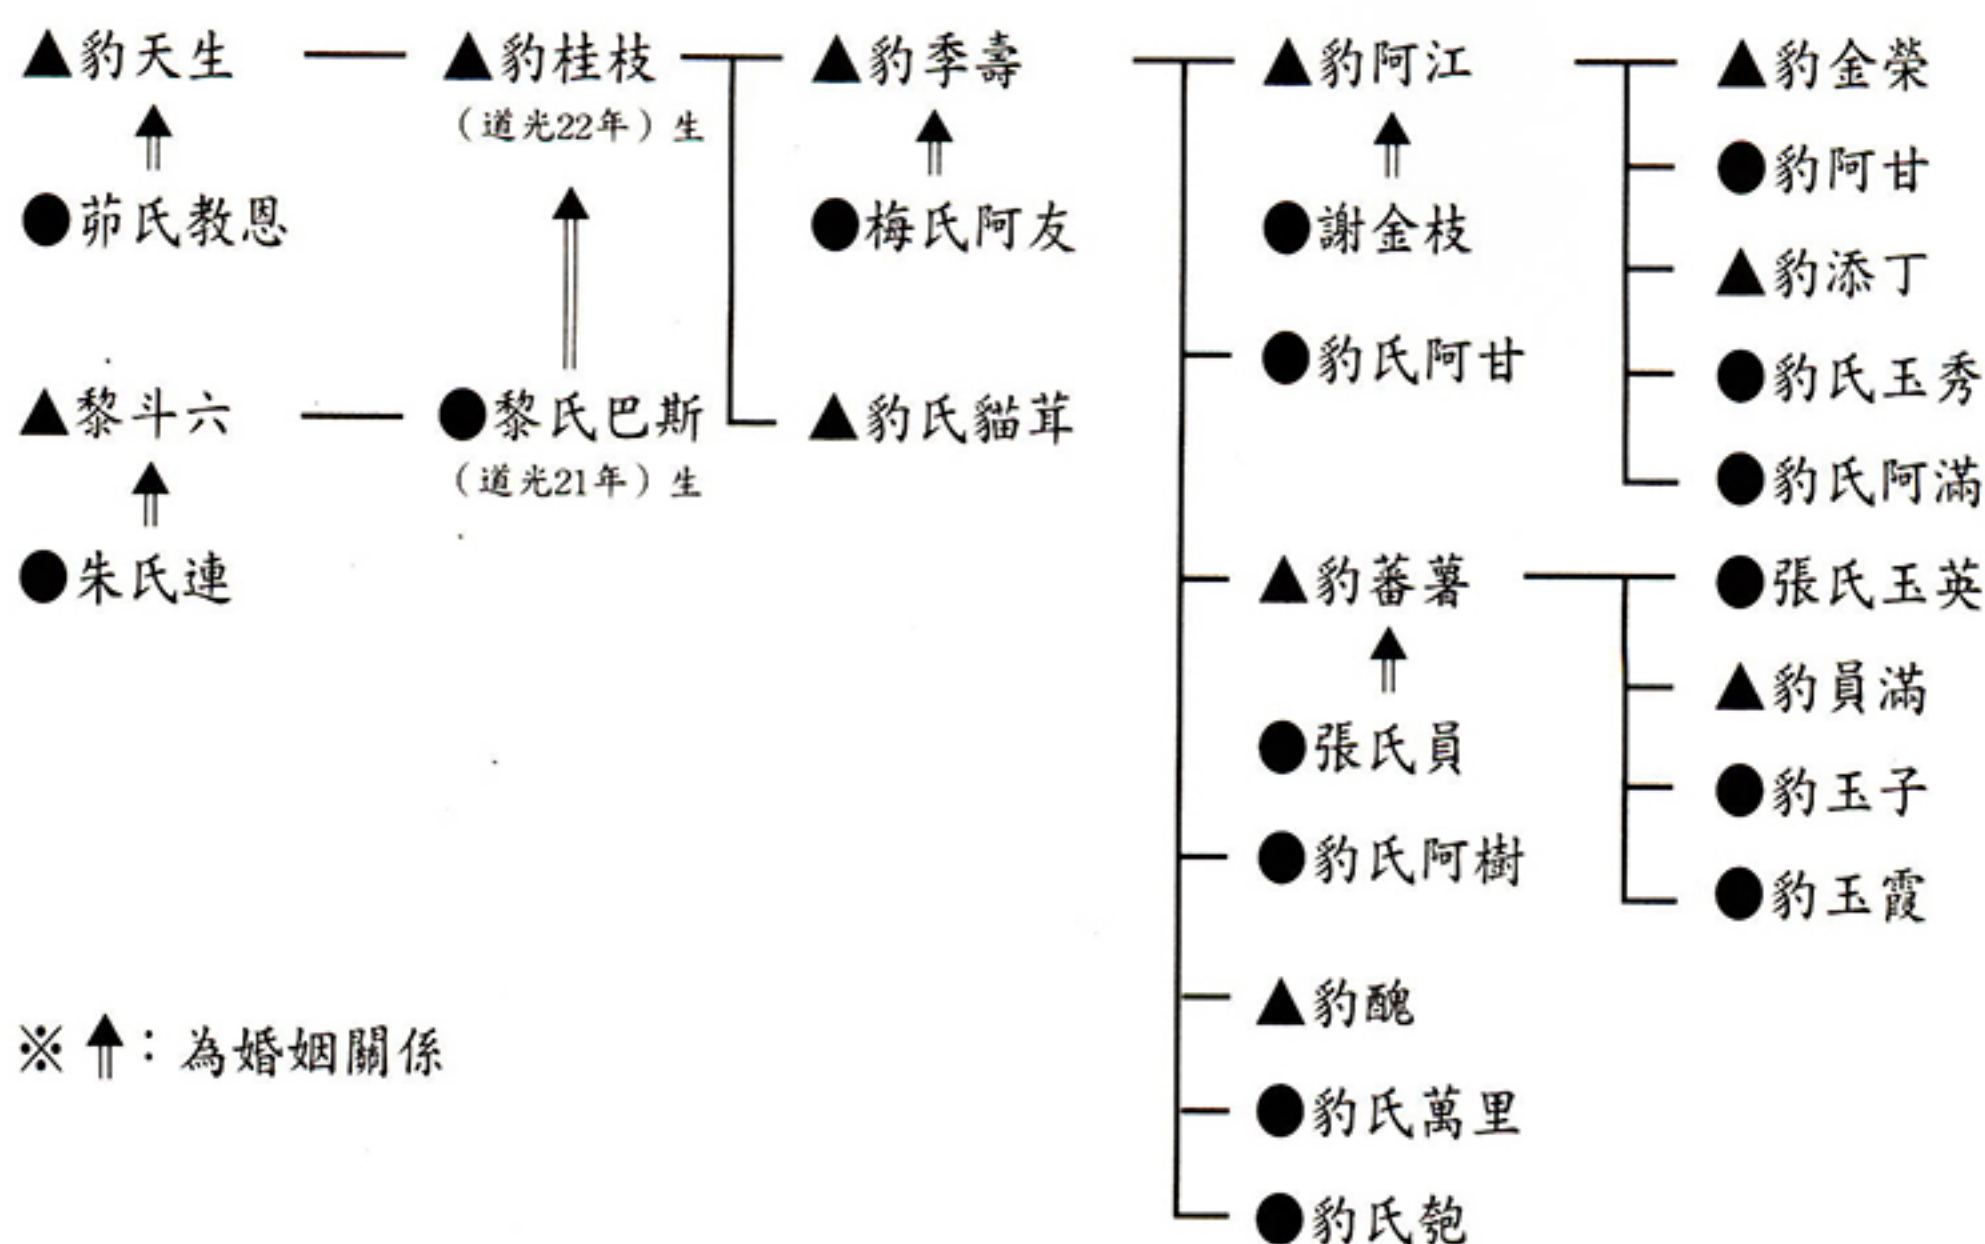 ▲豹天生
●茆氏教恩
▲黎斗六
●朱氏連
▲豹桂枝
（道光22年）生
●黎氏巴斯
（道光21年）生
▲豹季壽
●梅氏阿友
▲豹氏貓茸
▲豹阿江
●謝金枝
●豹氏阿甘
▲豹蕃薯
●張氏員
●豹氏阿樹
▲豹醜
●豹氏萬里
●豹氏匏
▲豹金榮
●豹阿甘
▲豹添丁
●豹氏玉秀
●豹氏阿滿
●張氏玉英
▲豹員滿
●豹玉子
●豹玉霞
※⇑：為婚姻關係